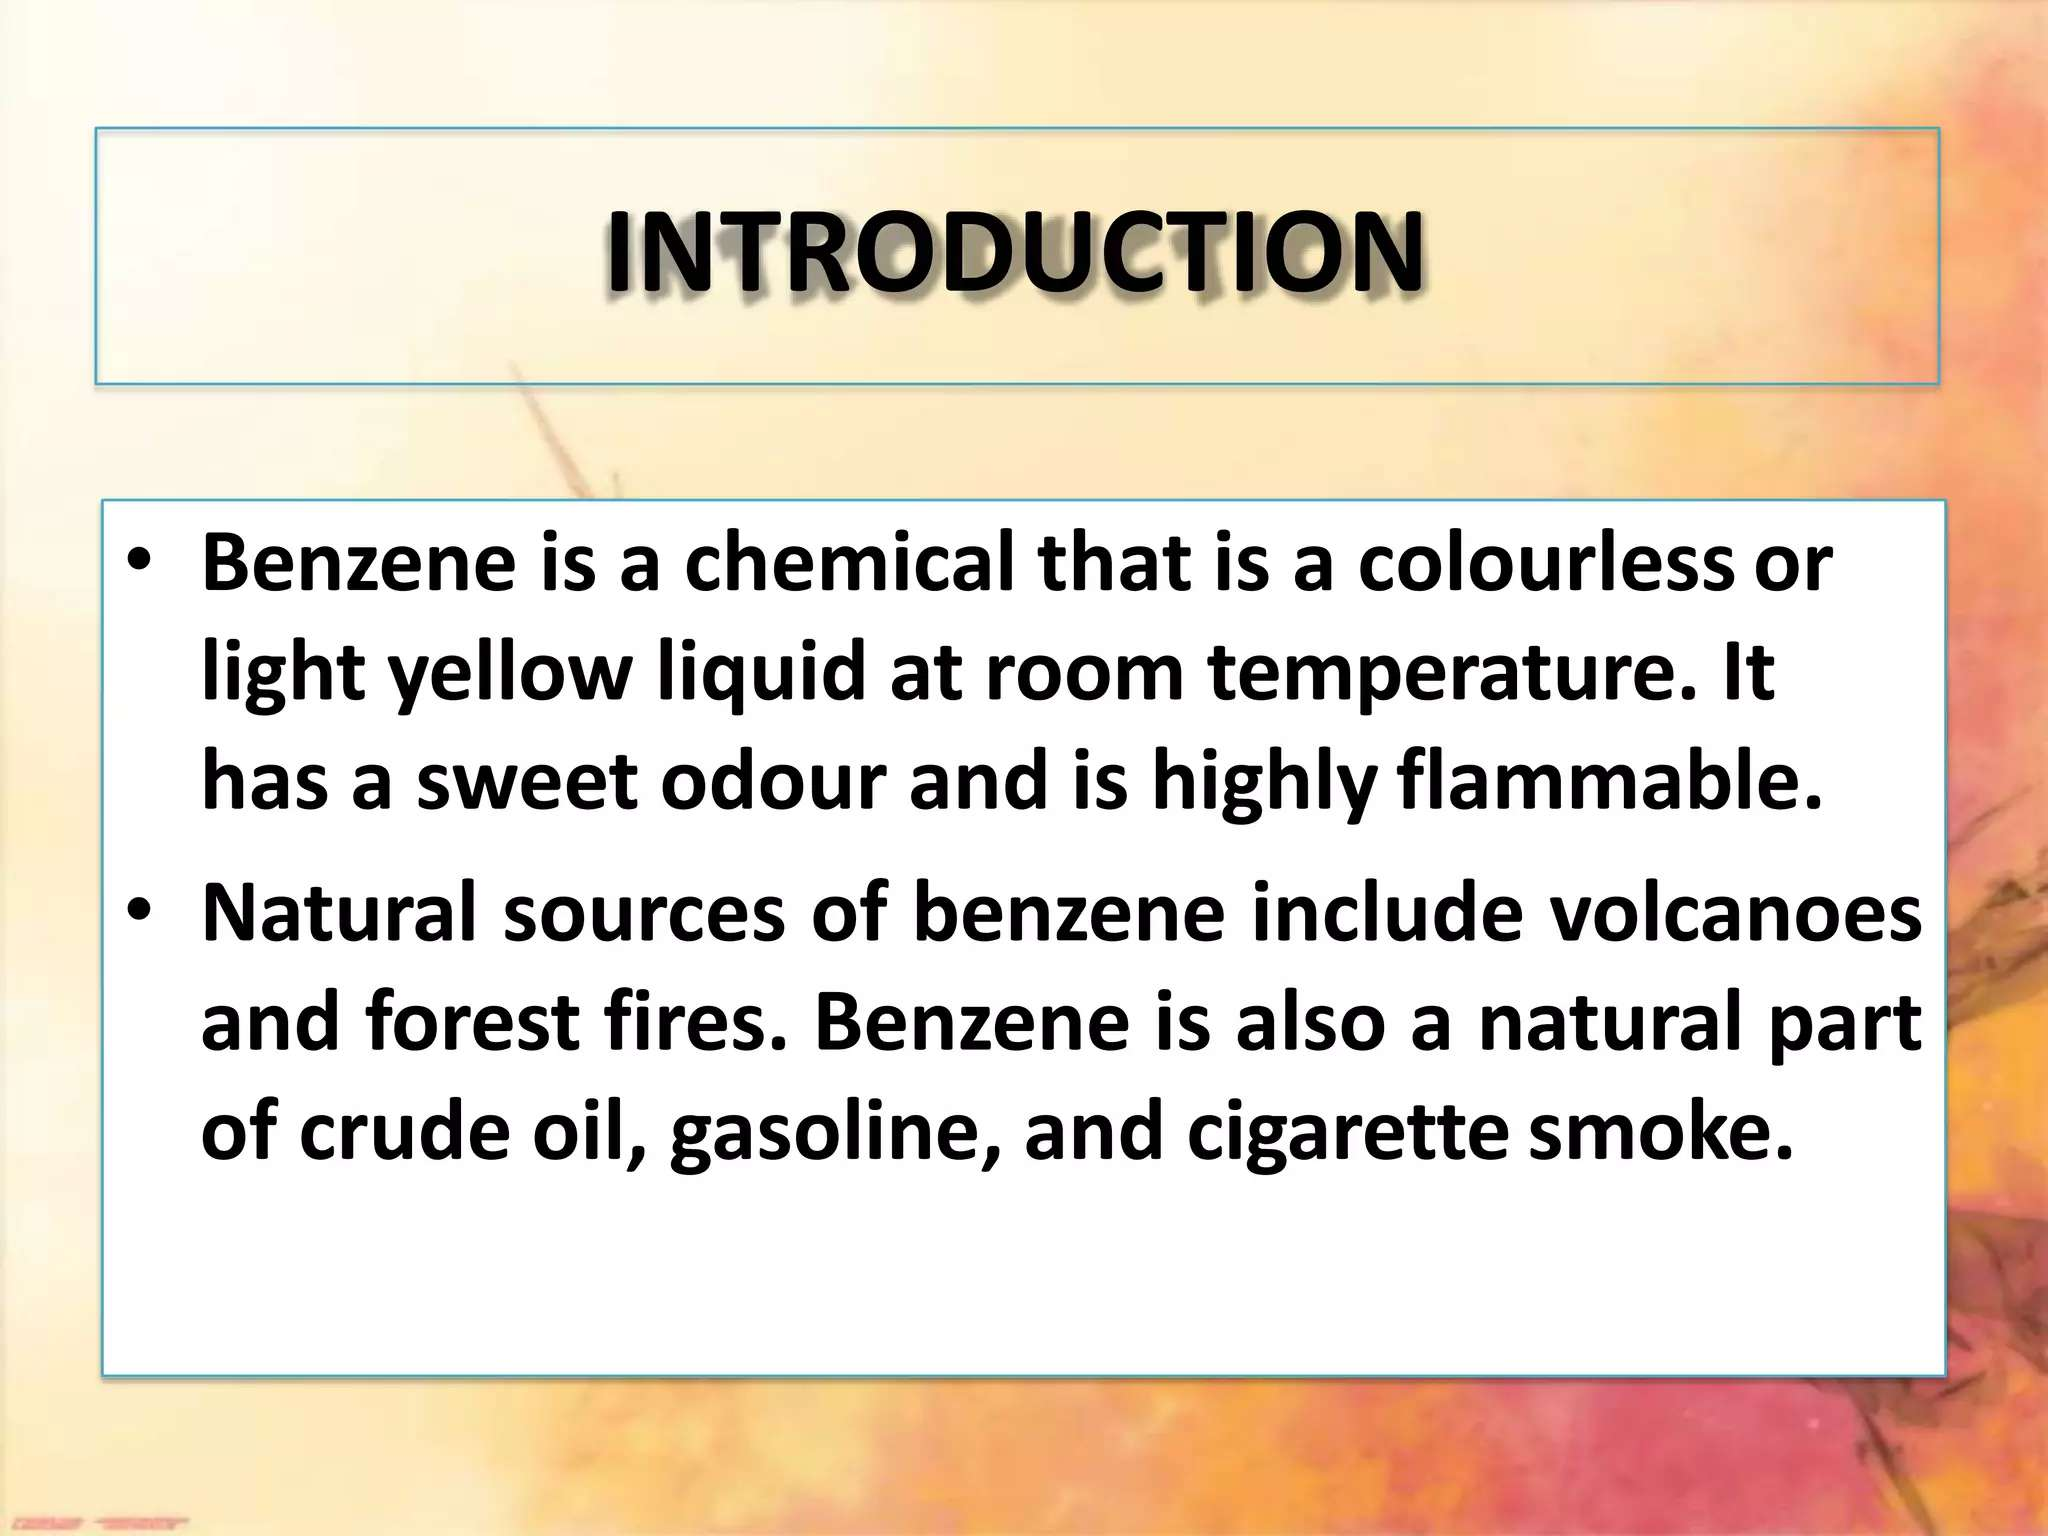 INTRODUCTION
• Benzene is a chemical that is a colourless or
light yellow liquid at room temperature. It
has a sweet odour and is highly flammable.
• Natural sources of benzene include volcanoes
and forest fires. Benzene is also a natural part
of crude oil, gasoline, and cigarette smoke.